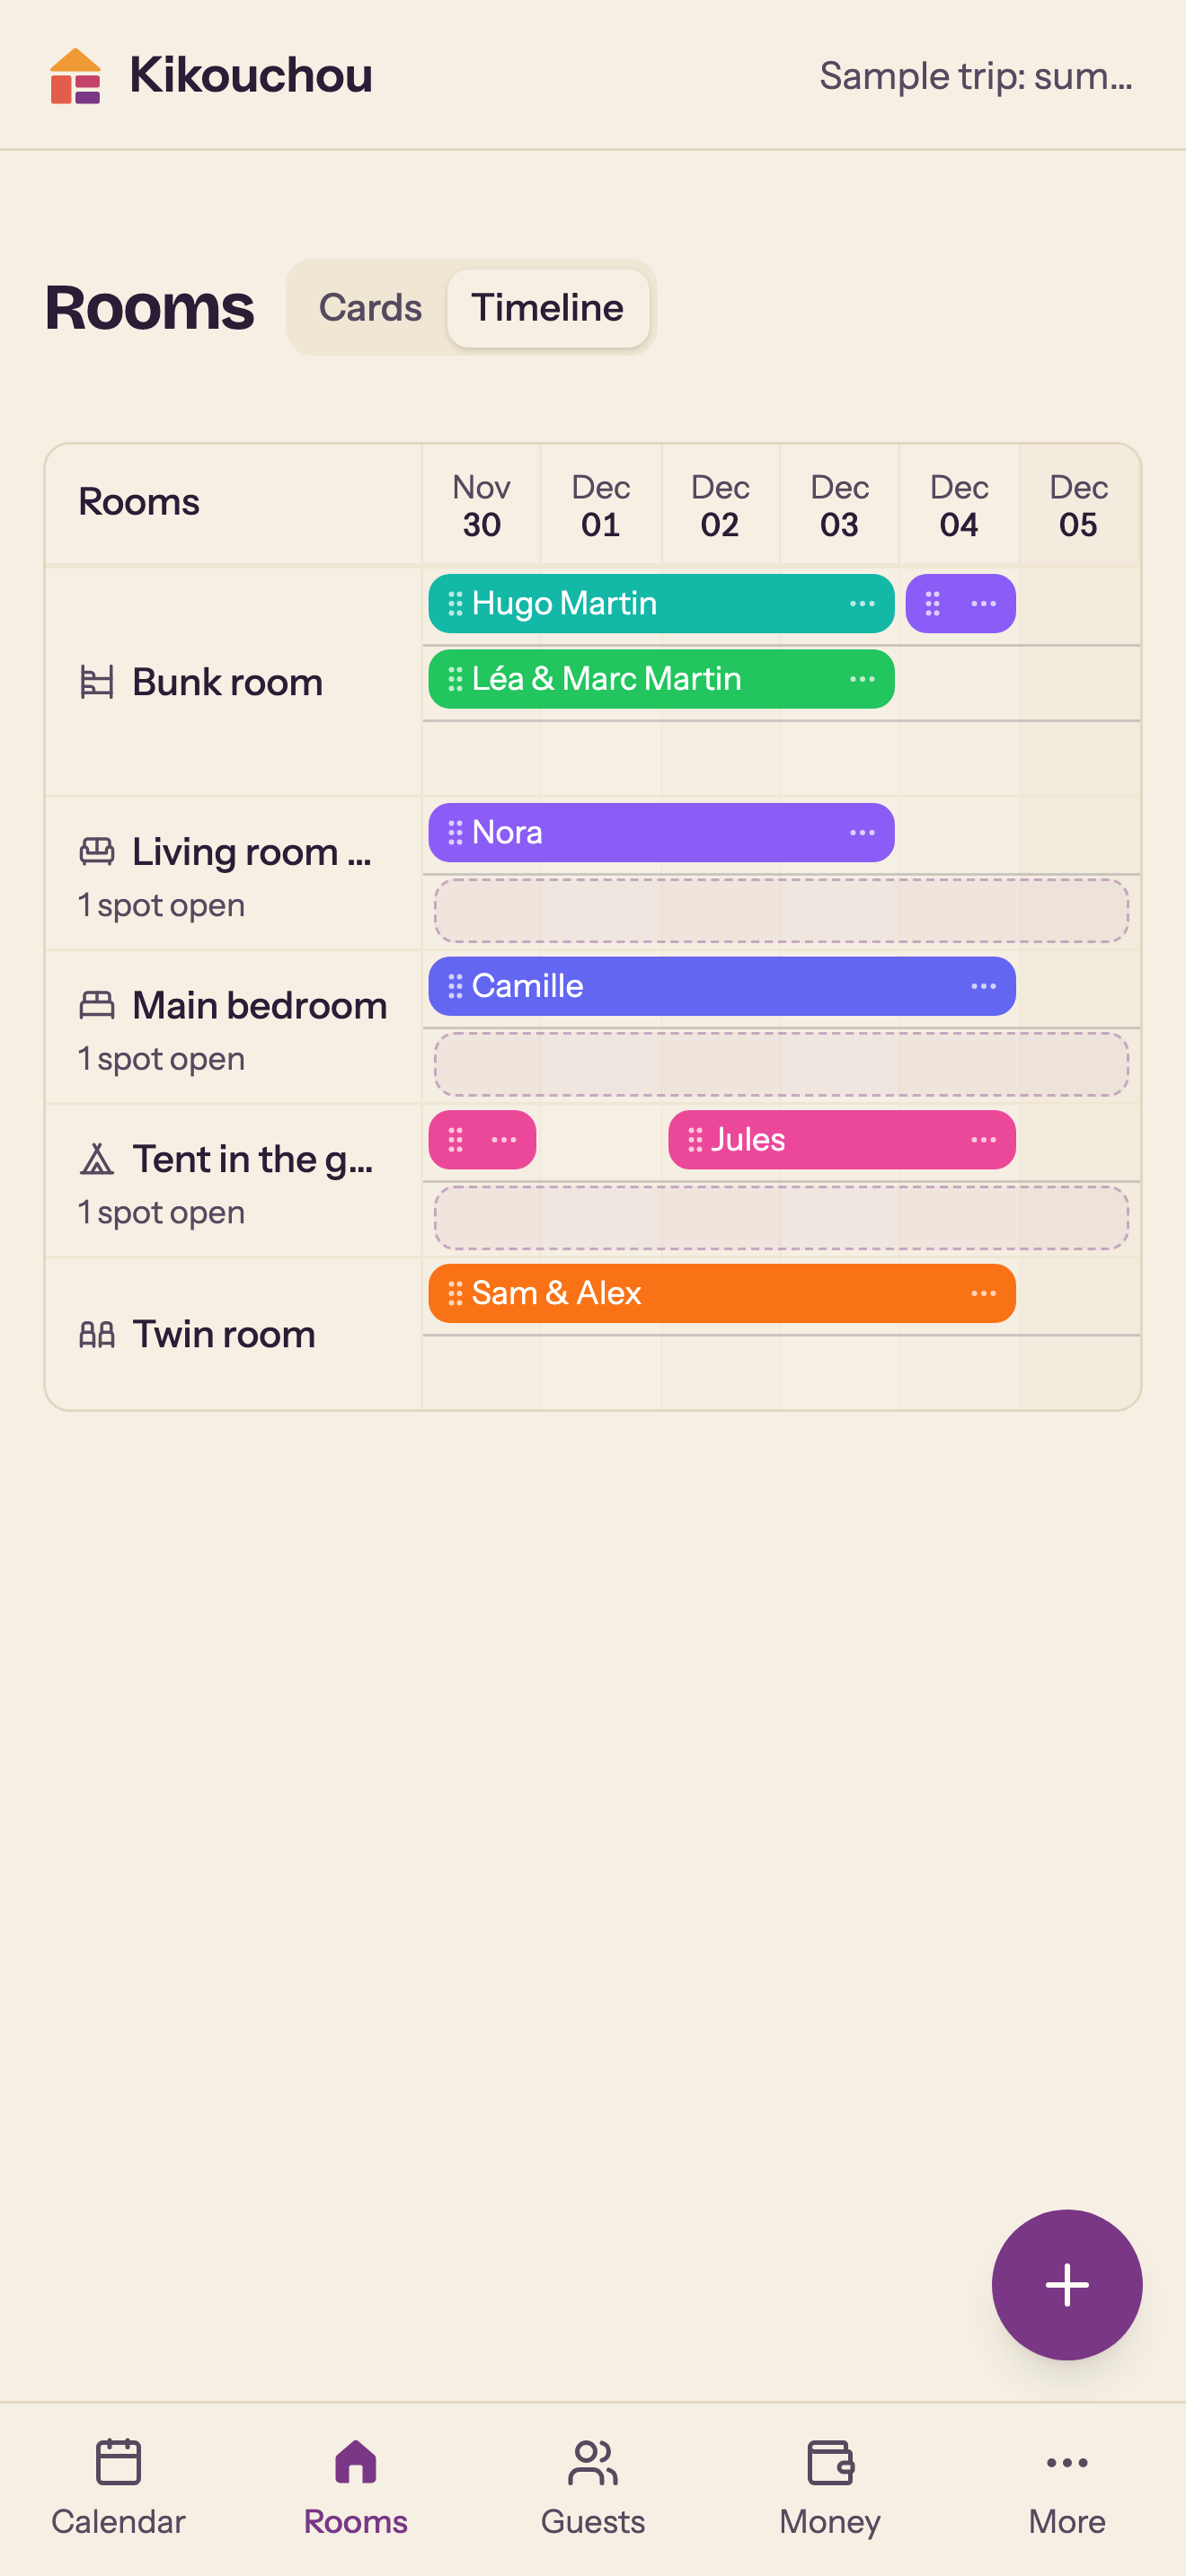 Kikouchou
Sample trip: sum...
Rooms
Cards
Timeline
Rooms
Nov 30
Dec 01
Dec 02
Dec 03
Dec 04
Dec 05
Bunk room
Hugo Martin
Léa & Marc Martin
Living room ...
1 spot open
Nora
Main bedroom
1 spot open
Camille
Tent in the g...
1 spot open
Jules
Twin room
Sam & Alex
Calendar
Rooms
Guests
Money
More